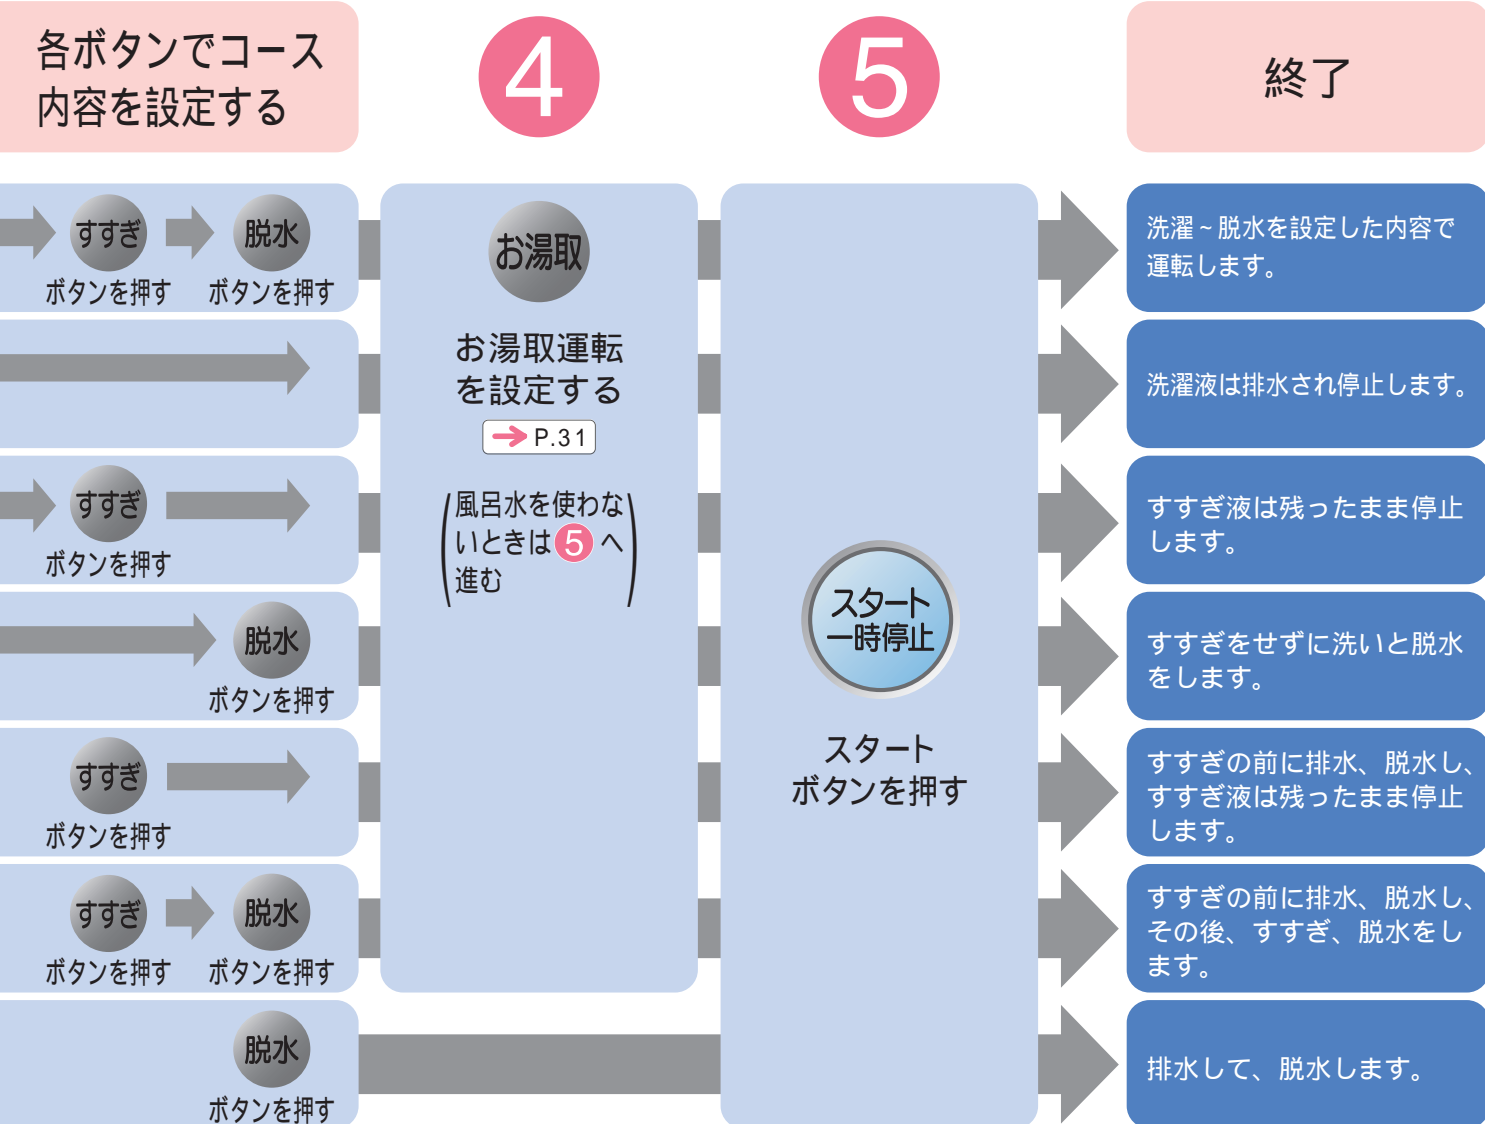 各ボタンでコース
内容を設定する
4
5
終了
すすぎ
ボタンを押す
脱水
ボタンを押す
洗濯~脱水を設定した内容で
運転します。
洗濯液は排水され停止します。
すすぎ
ボタンを押す
すすぎ液は残ったまま停止
します。
脱水
ボタンを押す
すすぎをせずに洗いと脱水
をします。
すすぎ
ボタンを押す
すすぎの前に排水、脱水し、
すすぎ液は残ったまま停止
します。
すすぎ
ボタンを押す
脱水
ボタンを押す
すすぎの前に排水、脱水し、
その後、すすぎ、脱水をし
ます。
脱水
ボタンを押す
排水して、脱水します。
お湯取
お湯取運転
を設定する
→ P.31
(風呂水を使わな
いときは 5 へ
進む)
スタート
一時停止
スタート
ボタンを押す